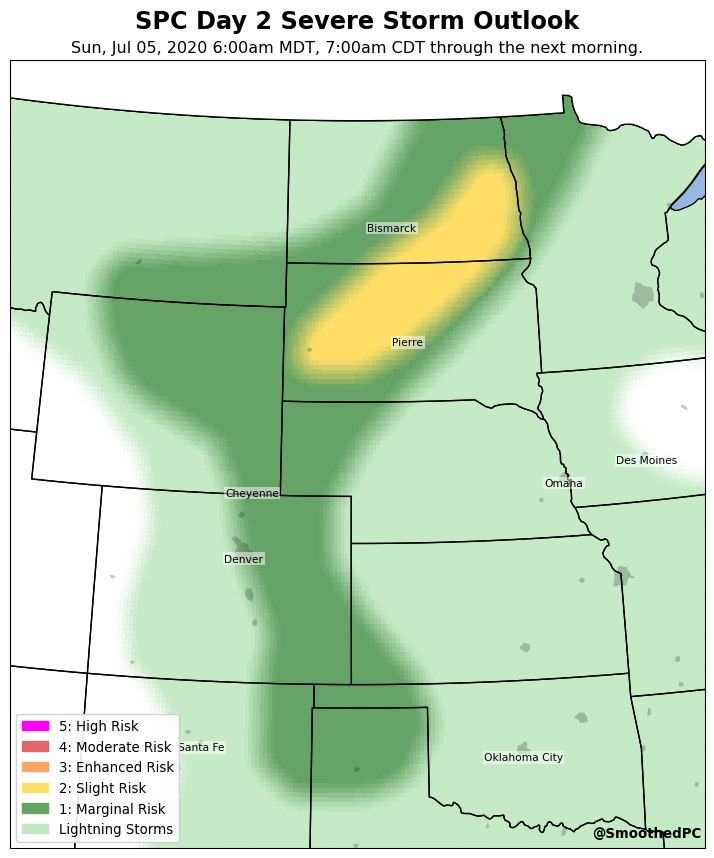 SPC Day 2 Severe Storm Outlook
Sun, Jul 05, 2020 6:00am MDT, 7:00am CDT through the next morning.
Bismarck
Pierre
Des Moines
Omaha
Cheyenne
Denver
Santa Fe
Oklahoma City
5: High Risk
4: Moderate Risk
3: Enhanced Risk
2: Slight Risk
1: Marginal Risk
Lightning Storms
@SmoothedPC